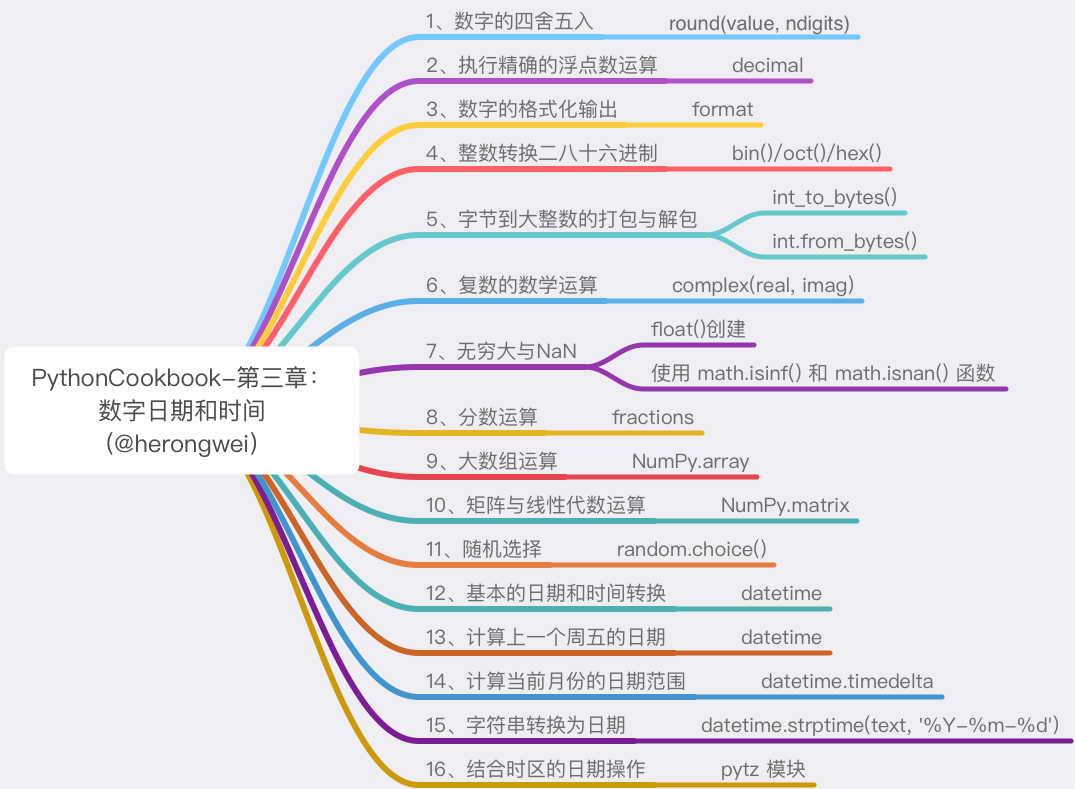 PythonCookbook-第三章：
数字日期和时间
（@herongwei）
1、数字的四舍五入 round(value, ndigits)
2、执行精确的浮点数运算 decimal
3、数字的格式化输出 format
4、整数转换二八十六进制 bin()/oct()/hex()
5、字节到大整数的打包与解包
int_to_bytes()
int.from_bytes()
6、复数的数学运算 complex(real, imag)
7、无穷大与NaN
float()创建
使用 math.isinf() 和 math.isnan() 函数
8、分数运算 fractions
9、大数组运算 NumPy.array
10、矩阵与线性代数运算 NumPy.matrix
11、随机选择 random.choice()
12、基本的日期和时间转换 datetime
13、计算上一个周五的日期 datetime
14、计算当前月份的日期范围 datetime.timedelta
15、字符串转换为日期 datetime.strptime(text, '%Y-%m-%d')
16、结合时区的日期操作 pytz 模块